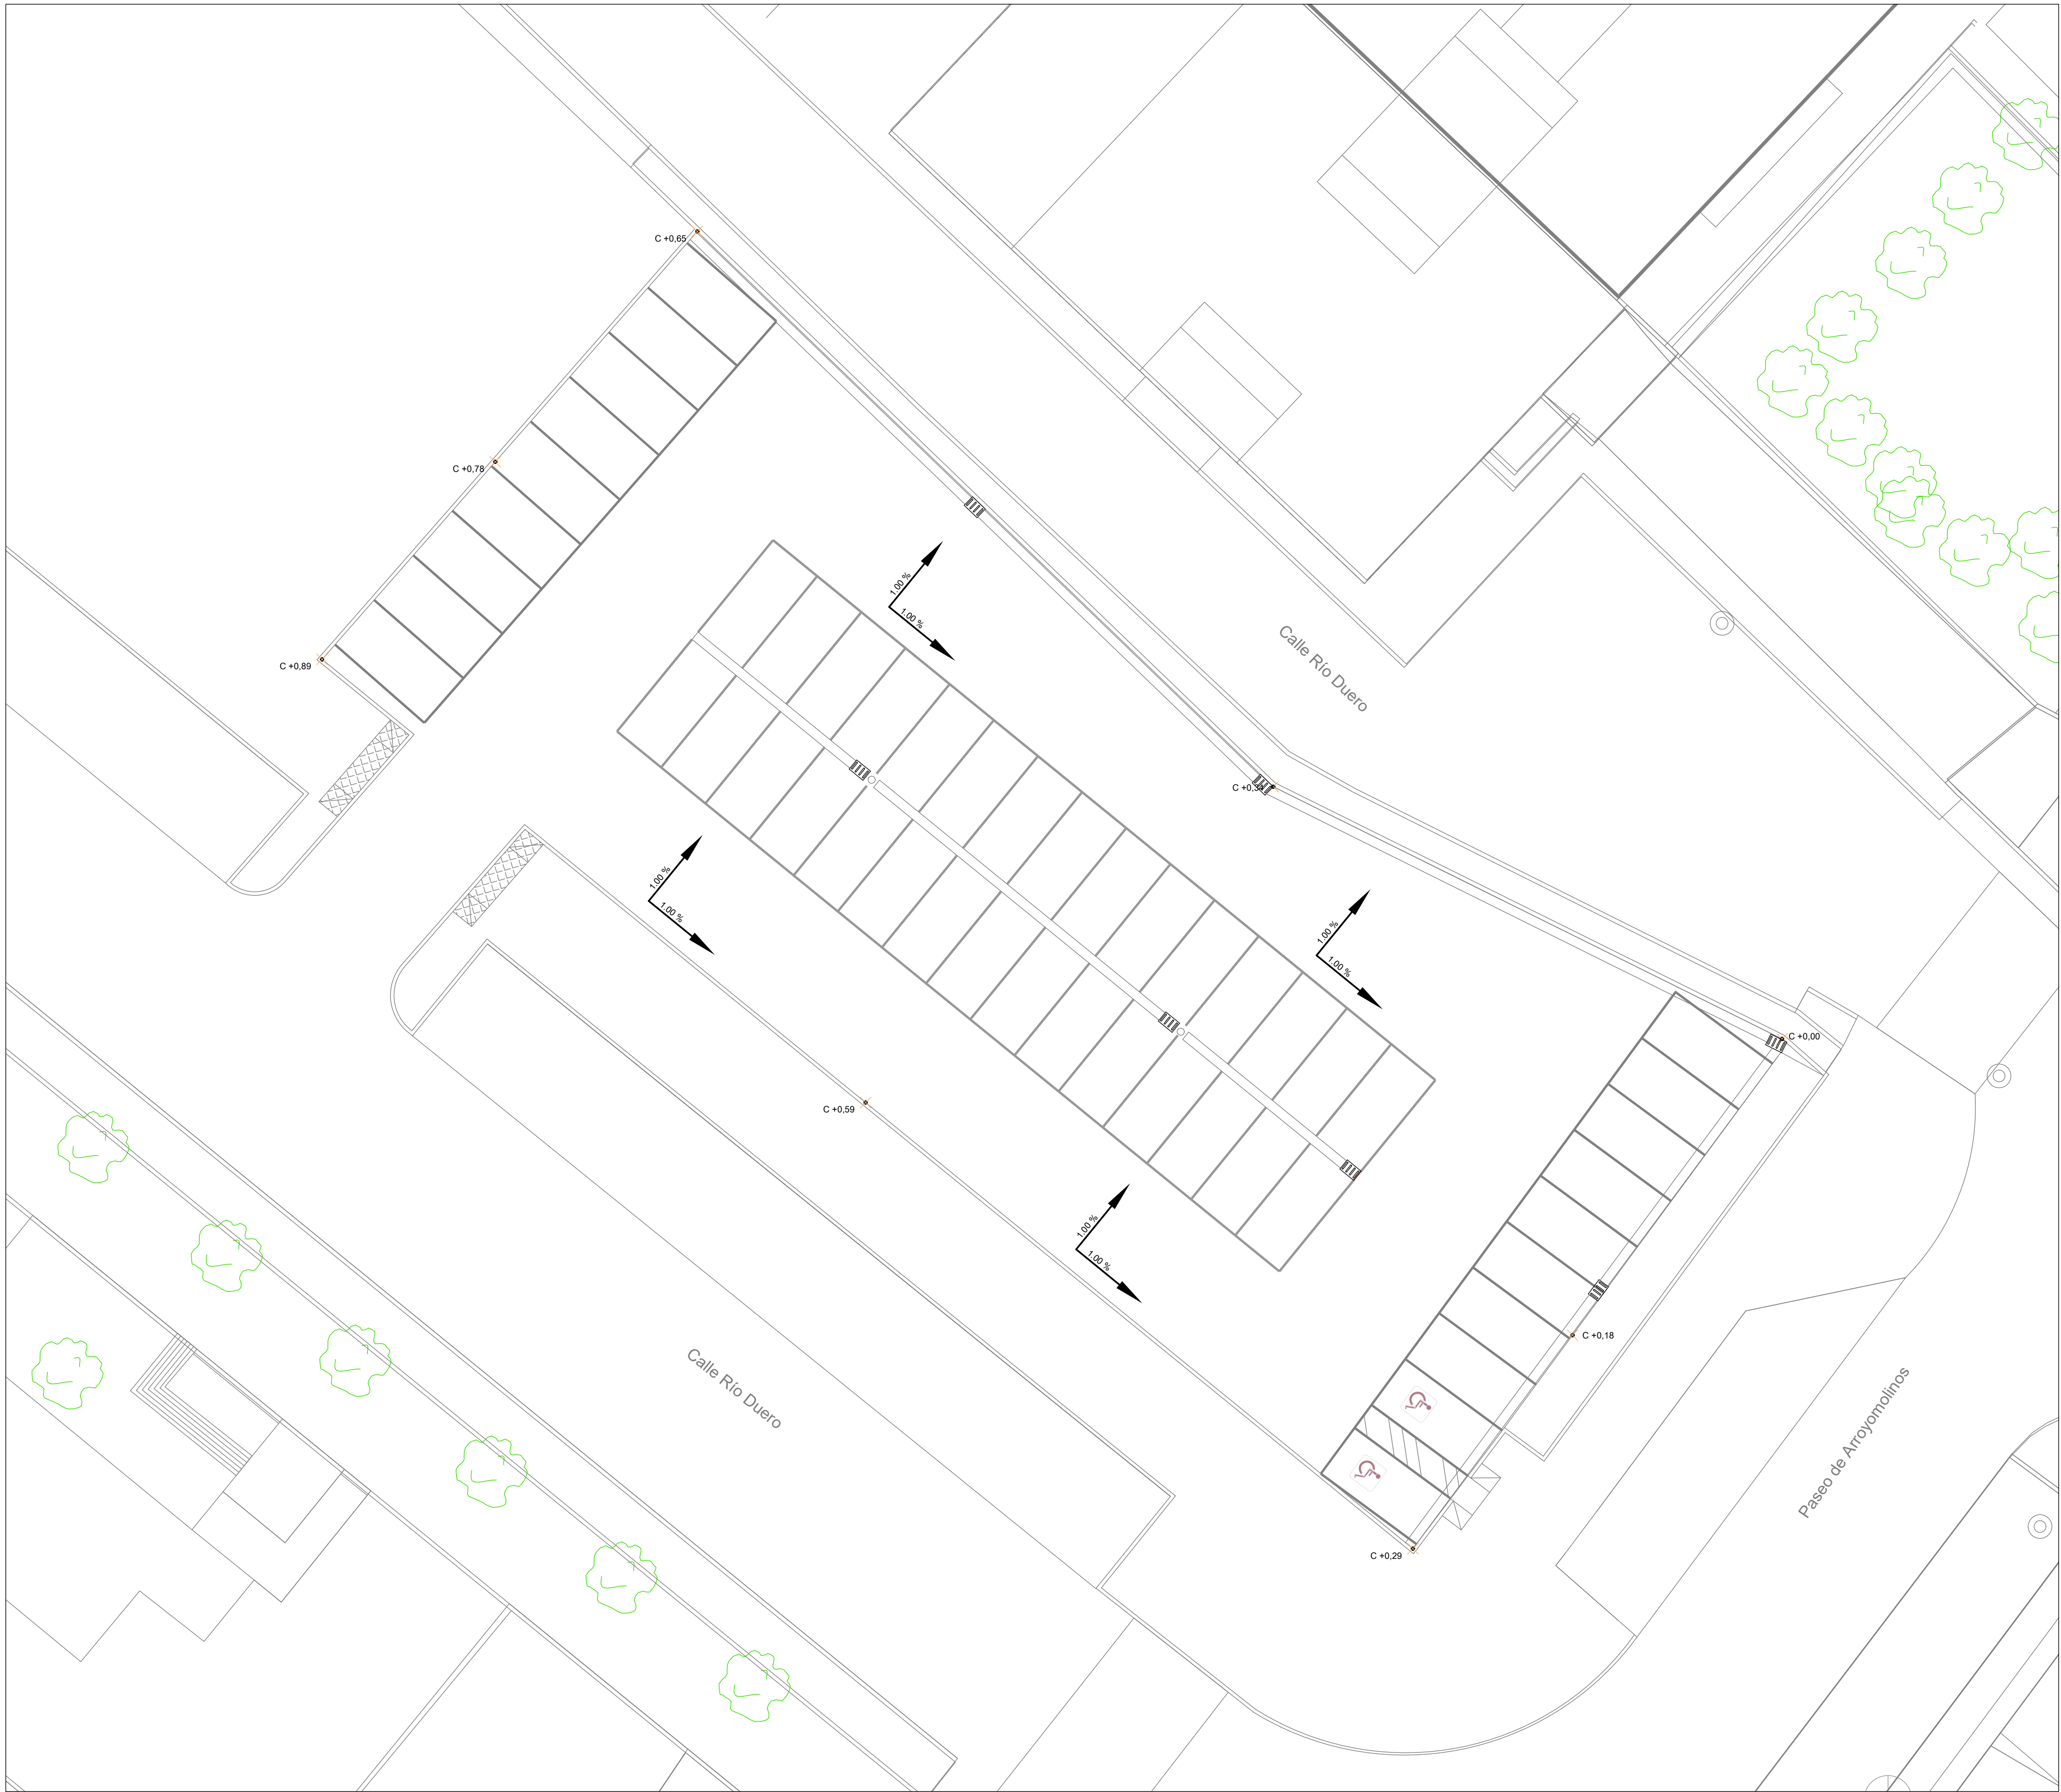 C +0,65
C +0,78
1.00 %
1.00 %
Calle Río Duero
C +0,89
C +0,3
1.00 %
1.00 %
1.00 %
1.00 %
C +0,00
C +0,59
1.00 %
1.00 %
C +0,18
Calle Río Duero
Paseo de Arroyomolinos
C +0,29